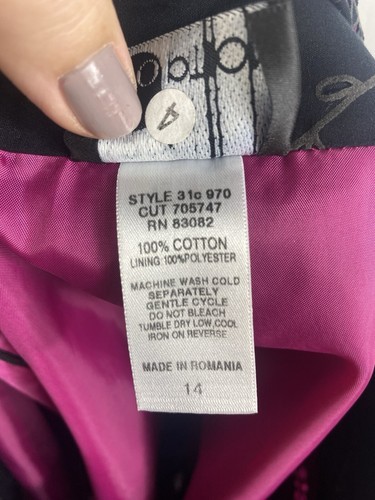 4
STYLE 31c 970
CUT 705747
RN 83082
100% COTTON
LINING: 100%POLYESTER
MACHINE WASH COLD
SEPARATELY
GENTLE CYCLE
DO NOT BLEACH
TUMBLE DRY LOW,COOL
IRON ON REVERSE
MADE IN ROMANIA
14